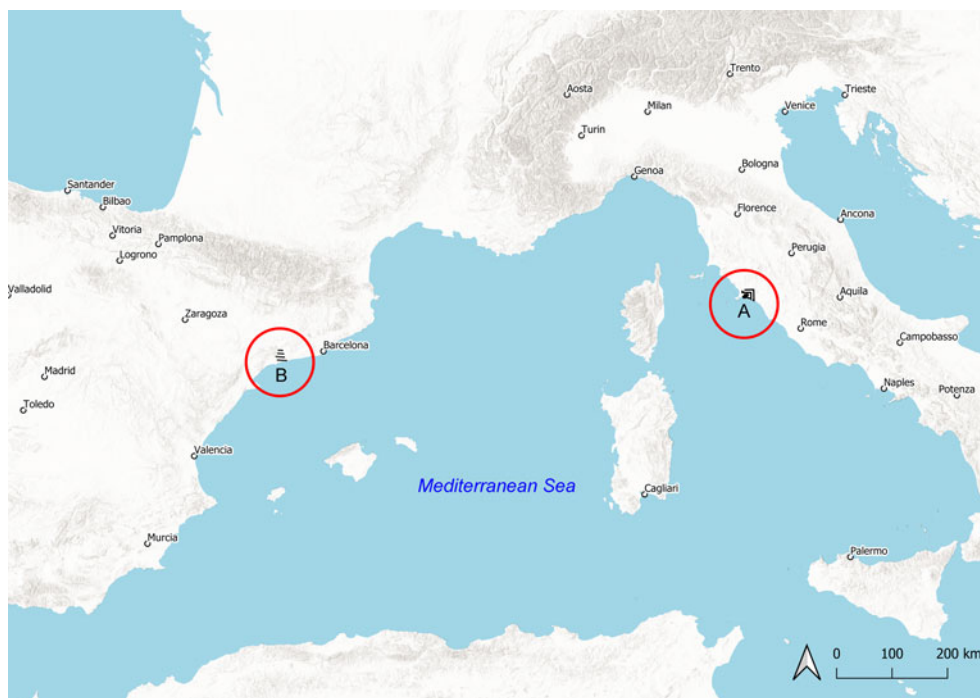 Trento
Aosta
Milan
Venice
Trieste
Turin
Genoa
Bologna
Santander
Bilbao
Florence
Ancona
Vitoria
Pamplona
Logrono
Perugia
Valladolid
Zaragoza
A
Aquila
Rome
Barcelona
Campobasso
Madrid
B
Naples
Potenza
Toledo
Valencia
Mediterranean Sea
Cagliari
Murcia
Palermo
0 100 200 km